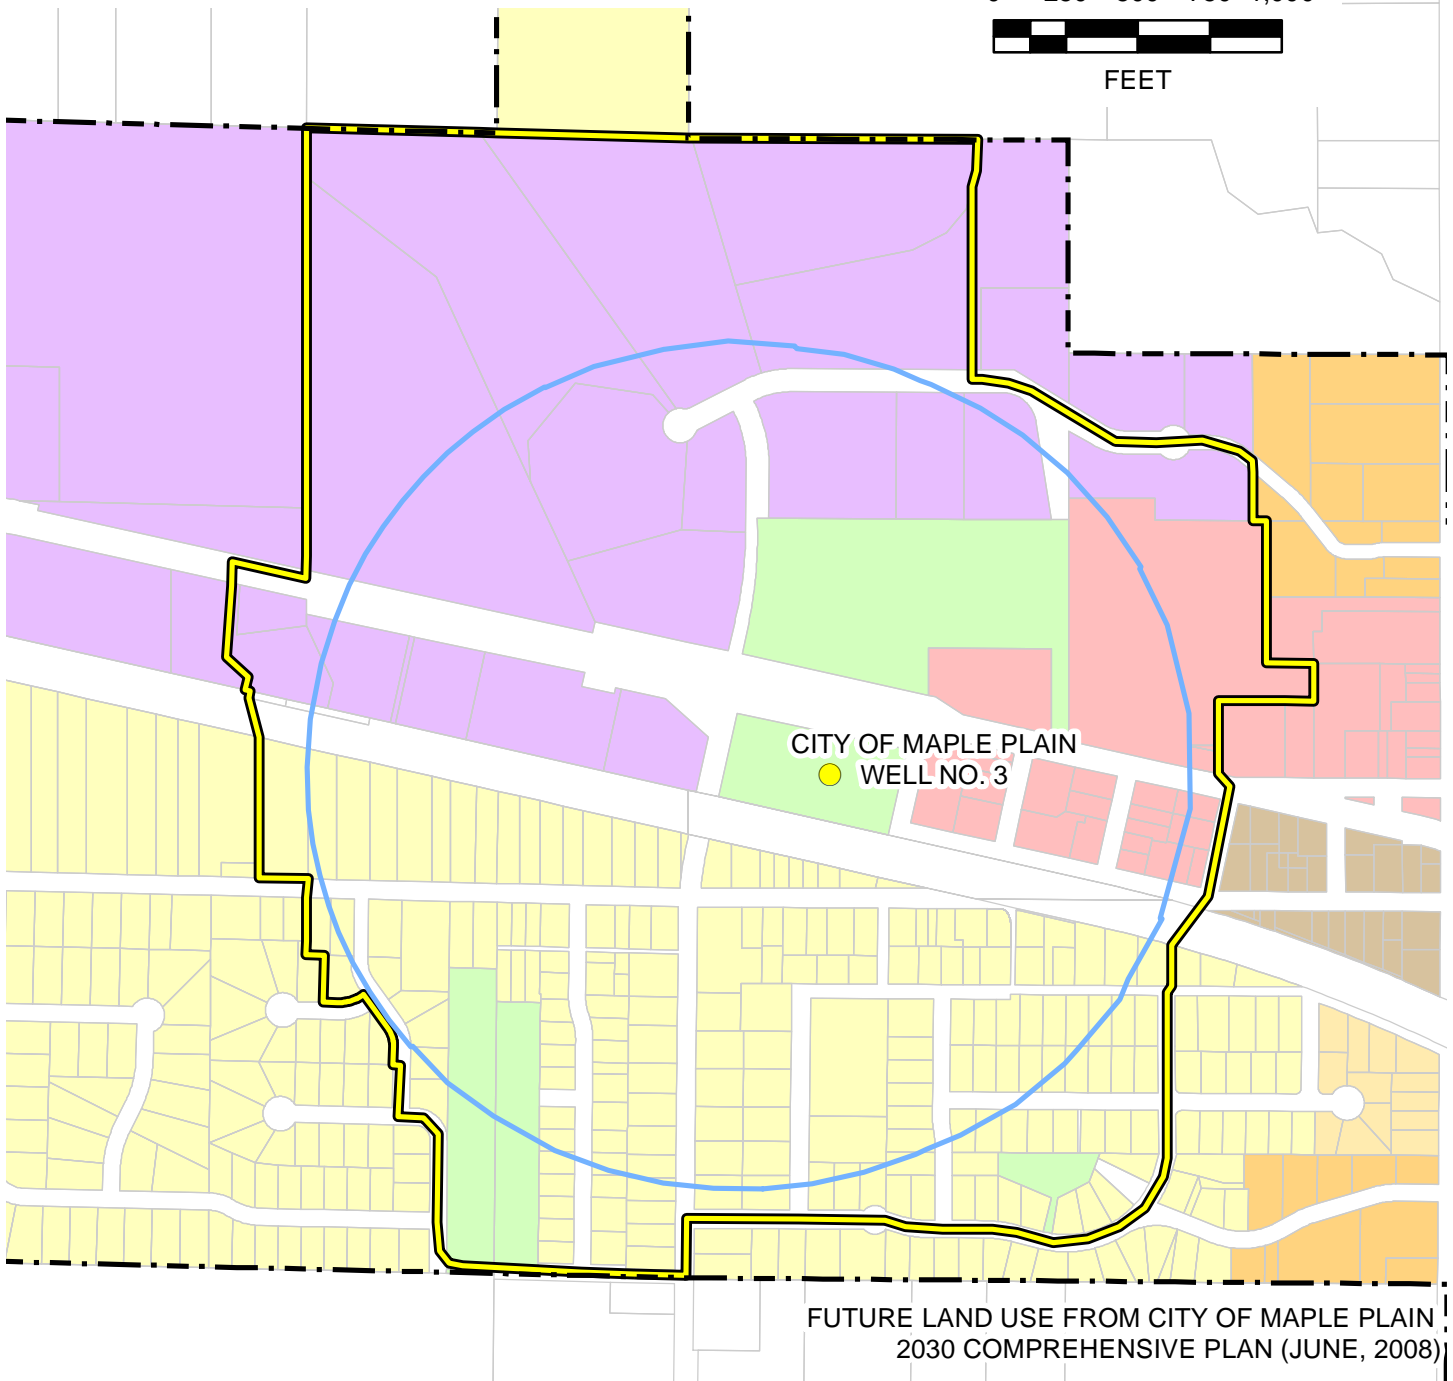 FEET
CITY OF MAPLE PLAIN
WELL NO. 3
FUTURE LAND USE FROM CITY OF MAPLE PLAIN
2030 COMPREHENSIVE PLAN (JUNE, 2008)